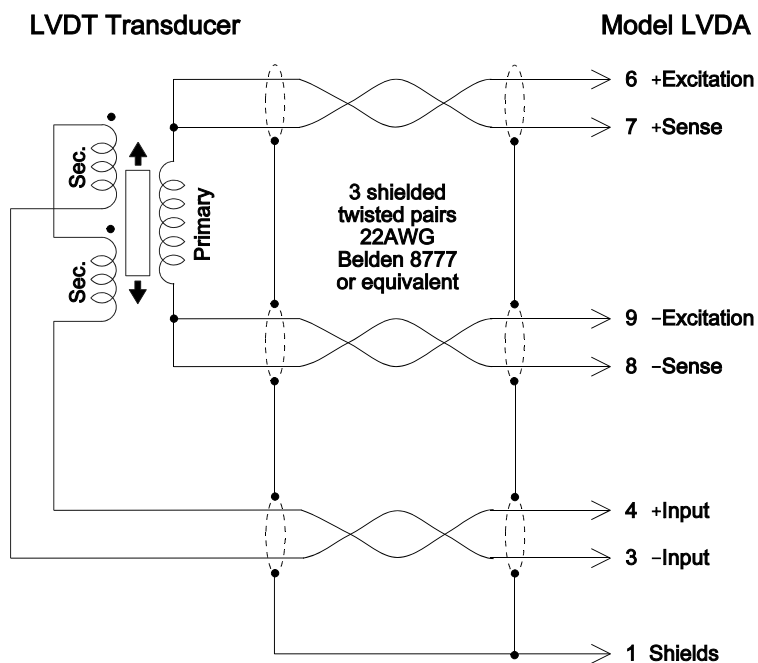 LVDT Transducer
Model LVDA
6 +Excitation
7 +Sense
Sec.
Sec.
Primary
3 shielded
twisted pairs
22AWG
Belden 8777
or equivalent
9 −Excitation
8 −Sense
4 +Input
3 −Input
1 Shields